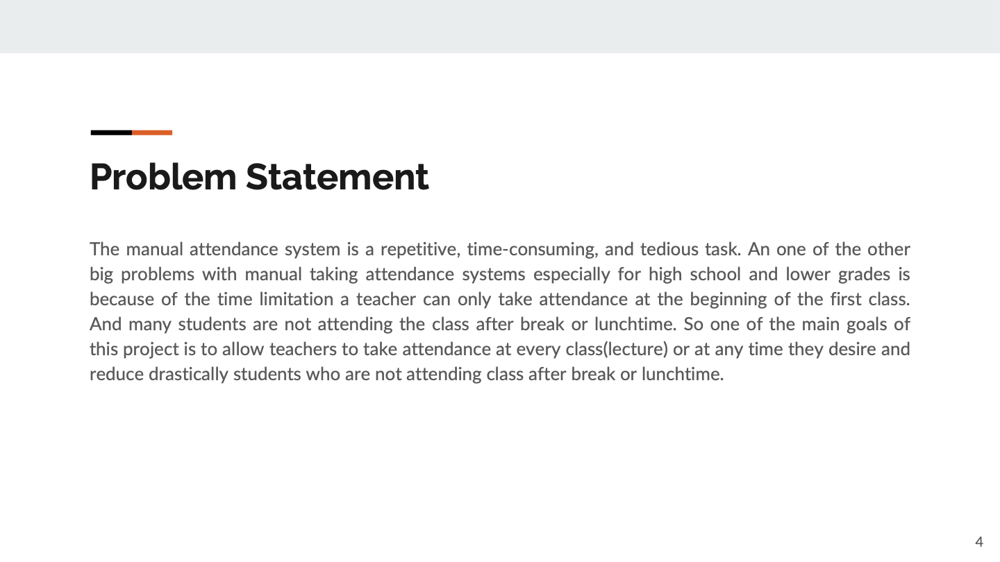 Problem Statement
The manual attendance system is a repetitive, time-consuming, and tedious task. An one of the other
big problems with manual taking attendance systems especially for high school and lower grades is
because of the time limitation a teacher can only take attendance at the beginning of the first class.
And many students are not attending the class after break or lunchtime. So one of the main goals of
this project is to allow teachers to take attendance at every class(lecture) or at any time they desire and
reduce drastically students who are not attending class after break or lunchtime.
4